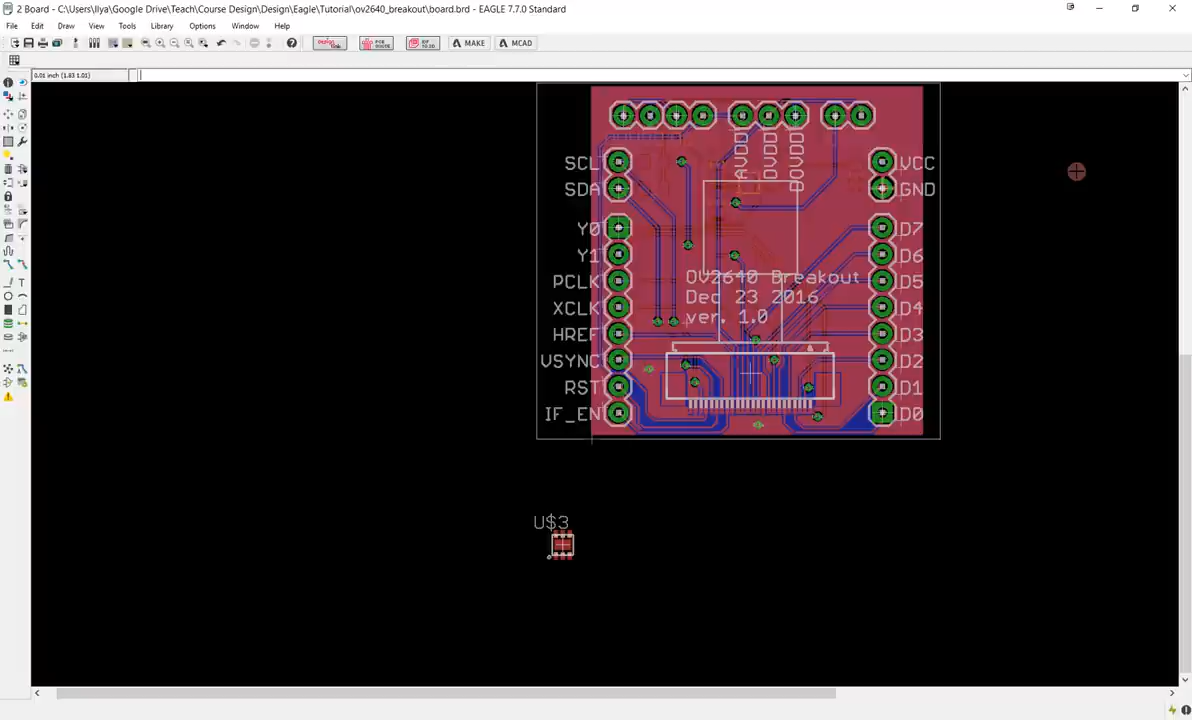 2 Board - C:\Users\Ilya\Google Drive\Teach\Course Design\Design\Eagle\Tutorial\ov2640_breakout\board.brd - EAGLE 7.7.0 Standard
File Edit Draw View Tools Library Options Window Help
MAKE MCAD
0.01 inch (1.83 1.01)
AVDD DVDD DOVDD
SCL VCC
SDA GND
Y0 D7
Y1 D6
OV2640 Breakout
PCLK D5
Dec 23 2016
XCLK D4
ver. 1.0
HREF D3
VSYNC D2
RST D1
IF_EN D0
U$3